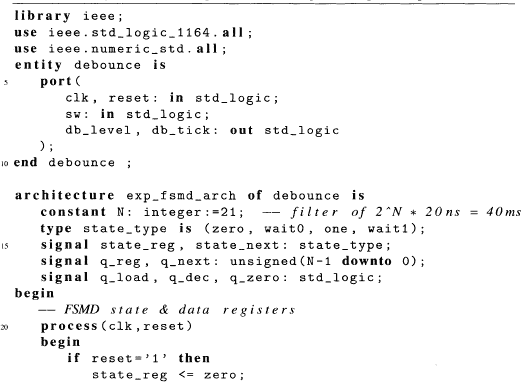 library ieee;
use ieee.std_logic_1164.all;
use ieee.numeric_std.all;
entity debounce is
5 port(
clk, reset: in std_logic;
sw: in std_logic;
db_level, db_tick: out std_logic
);
10 end debounce ;
architecture exp_fsmd_arch of debounce is
constant N: integer:=21; -- filter of 2^N * 20ns = 40ms
type state_type is (zero, wait0, one, wait1);
15 signal state_reg, state_next: state_type;
signal q_reg, q_next: unsigned(N-1 downto 0);
signal q_load, q_dec, q_zero: std_logic;
begin
-- FSMD state & data registers
20 process(clk,reset)
begin
if reset='1' then
state_reg <= zero;